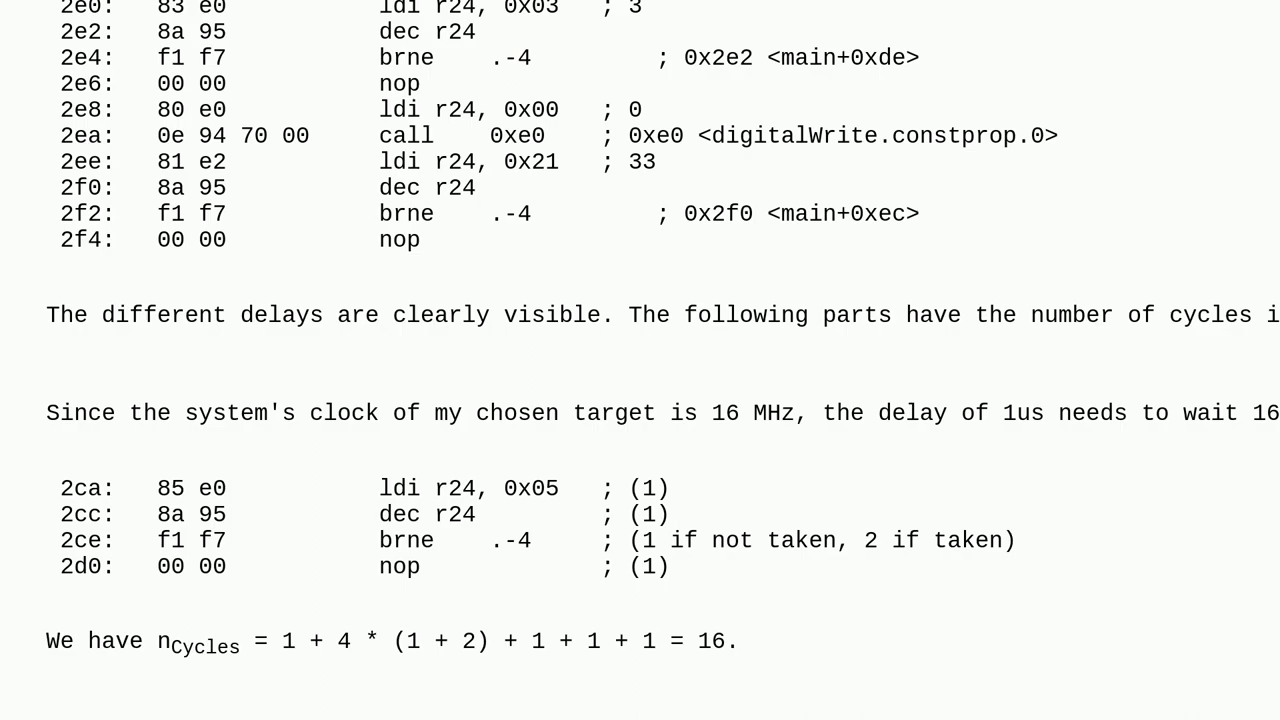 2e0: 83 e0 ldi r24, 0x03 ; 3
2e2: 8a 95 dec r24
2e4: f1 f7 brne .-4 ; 0x2e2 <main+0xde>
2e6: 00 00 nop
2e8: 80 e0 ldi r24, 0x00 ; 0
2ea: 0e 94 70 00 call 0xe0 ; 0xe0 <digitalWrite.constprop.0>
2ee: 81 e2 ldi r24, 0x21 ; 33
2f0: 8a 95 dec r24
2f2: f1 f7 brne .-4 ; 0x2f0 <main+0xec>
2f4: 00 00 nop
The different delays are clearly visible. The following parts have the number of cycles i
Since the system's clock of my chosen target is 16 MHz, the delay of 1us needs to wait 16
2ca: 85 e0 ldi r24, 0x05 ; (1)
2cc: 8a 95 dec r24 ; (1)
2ce: f1 f7 brne .-4 ; (1 if not taken, 2 if taken)
2d0: 00 00 nop ; (1)
We have nCycles = 1 + 4 * (1 + 2) + 1 + 1 + 1 = 16.